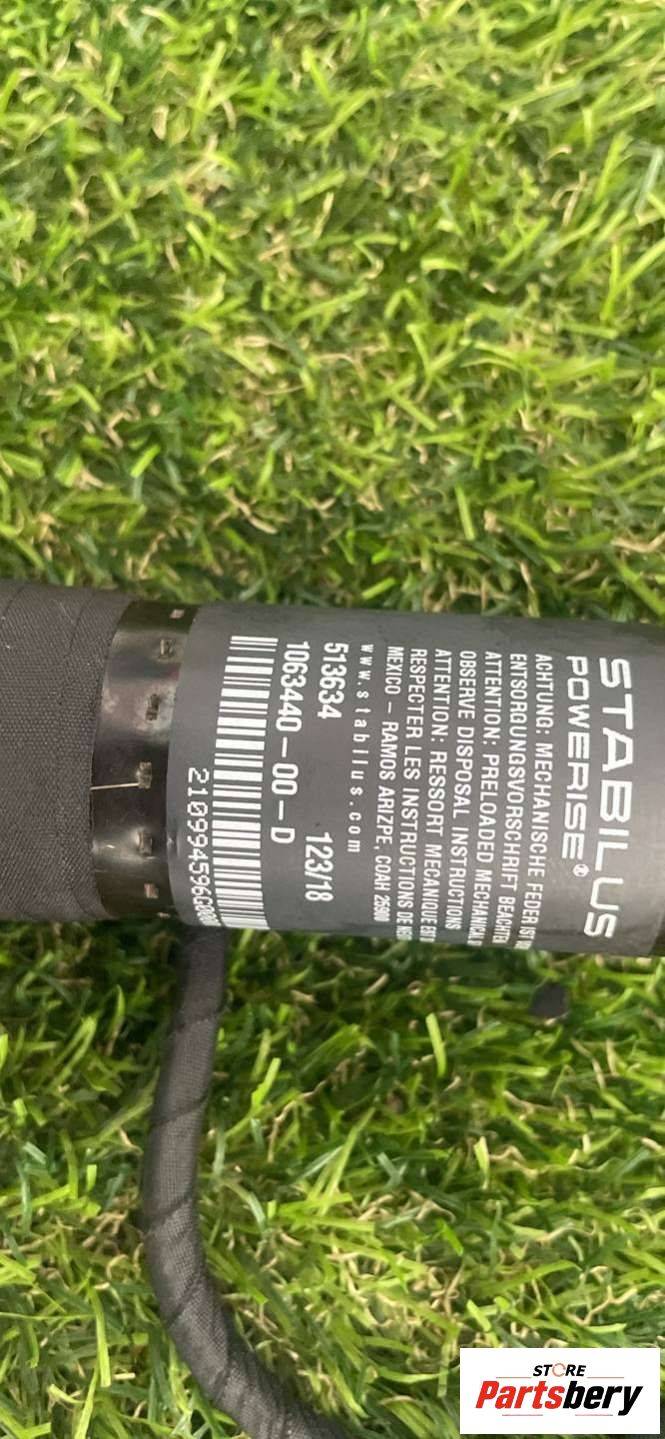 STABILUS
POWERISE®
ACHTUNG: MECHANISCHE FEDER IST
ENTSORGUNGSVORSCHRIFT BEACHTEN
ATTENTION: PRELOADED MECHANICAL
OBSERVE DISPOSAL INSTRUCTIONS
ATTENTION: RESSORT MECANIQUE EST
RESPECTER LES INSTRUCTIONS DE
MEXICO - RAMOS ARIZPE, COAH 25900
www.stabilus.com
513634 123/18
1063440-00-D
210994596G
STORE
Partsbery